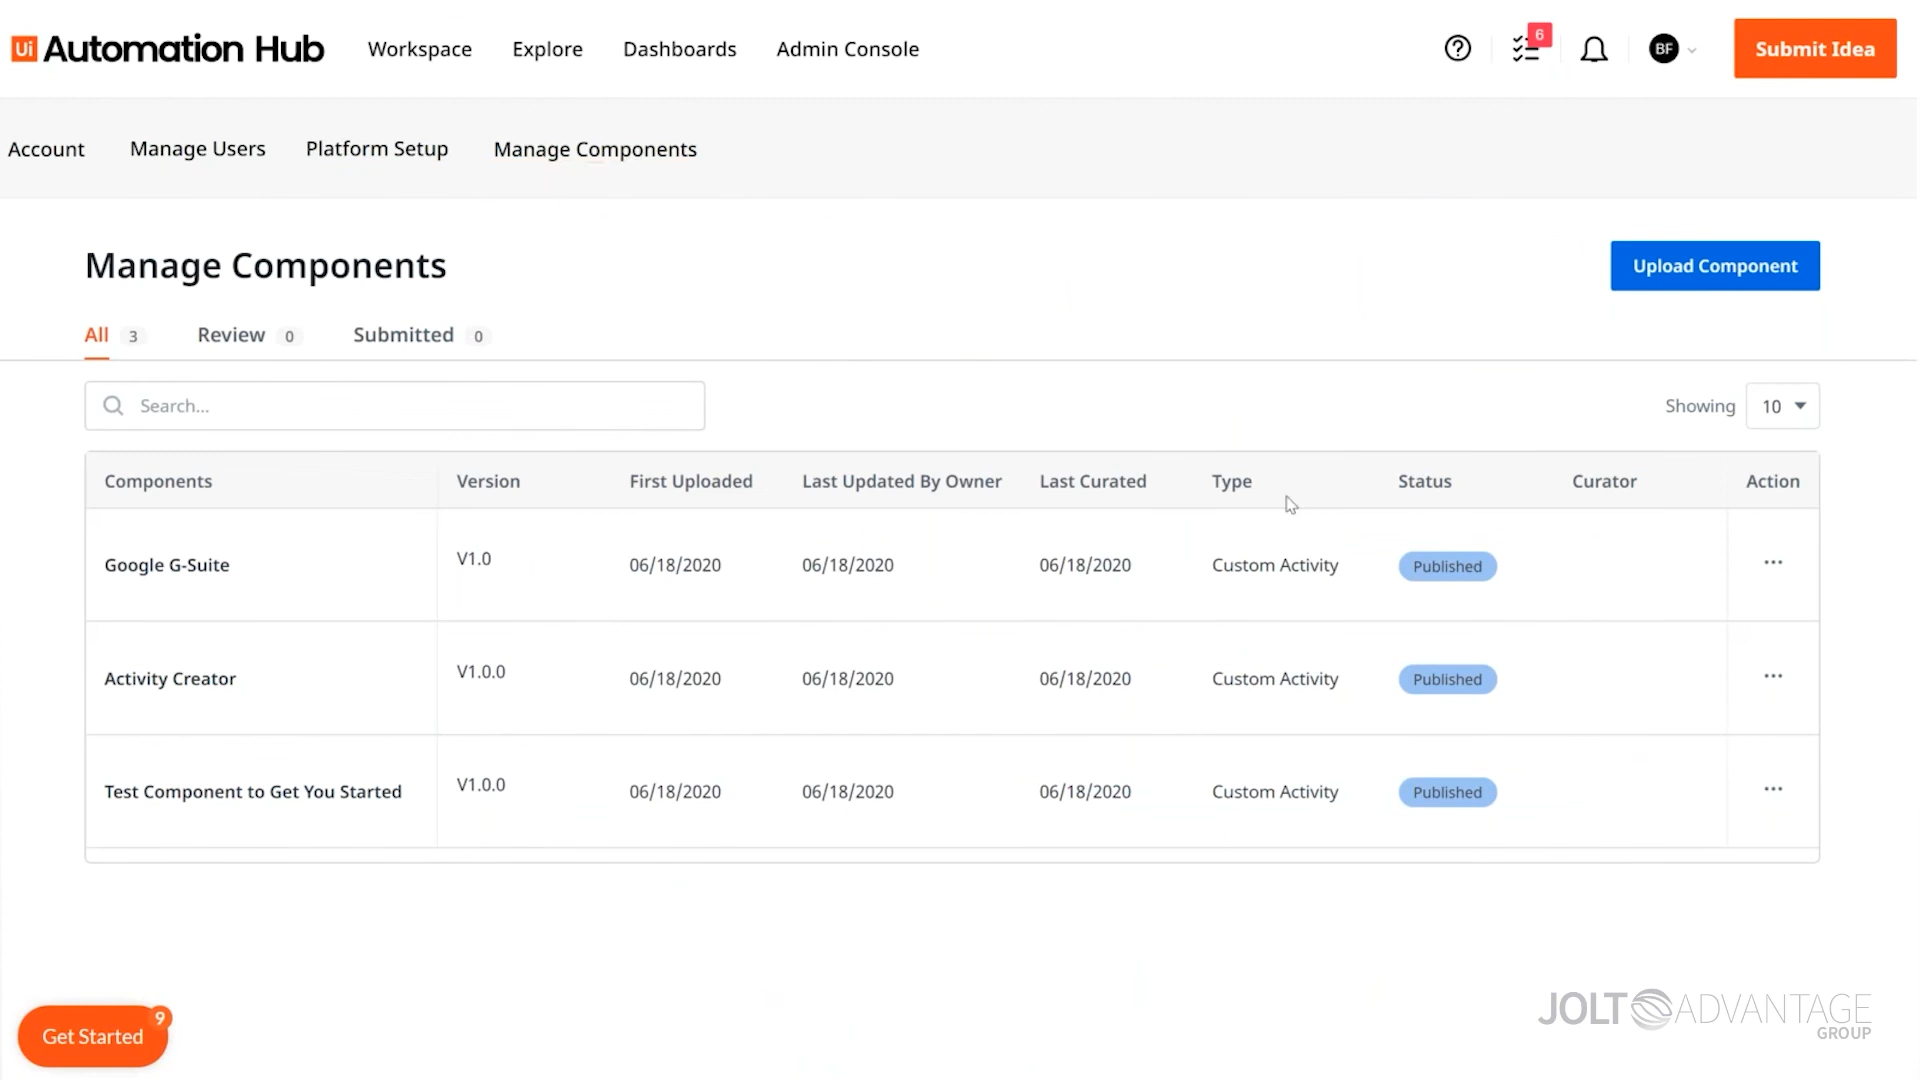 Ui Automation Hub Workspace Explore Dashboards Admin Console 6 BF Submit Idea
Account Manage Users Platform Setup Manage Components
Manage Components Upload Component
All 3 Review 0 Submitted 0
Search... Showing 10
Components Version First Uploaded Last Updated By Owner Last Curated Type Status Curator Action
Google G-Suite V1.0 06/18/2020 06/18/2020 06/18/2020 Custom Activity Published ...
Activity Creator V1.0.0 06/18/2020 06/18/2020 06/18/2020 Custom Activity Published ...
Test Component to Get You Started V1.0.0 06/18/2020 06/18/2020 06/18/2020 Custom Activity Published ...
Get Started 9
JOLT ADVANTAGE
GROUP